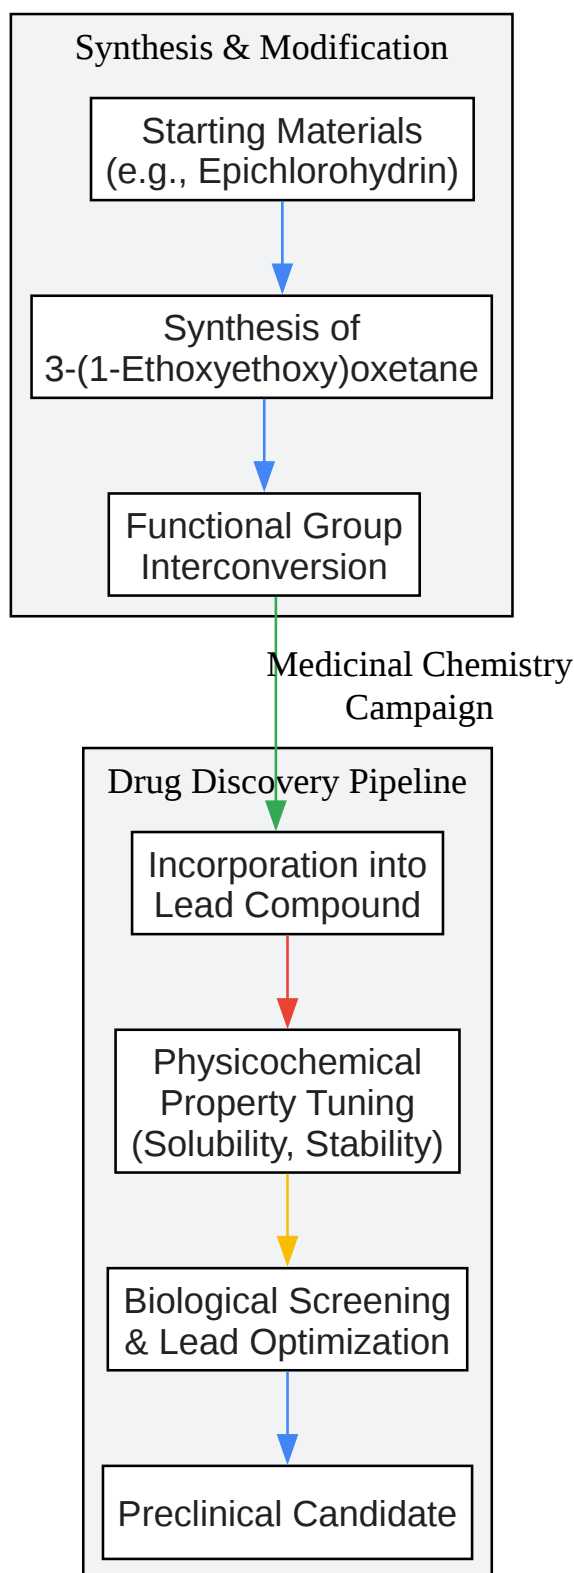 Synthesis & Modification
Starting Materials
(e.g., Epichlorohydrin)
Synthesis of
3-(1-Ethoxyethoxy)oxetane
Functional Group
Interconversion
Medicinal Chemistry
Campaign
Drug Discovery Pipeline
Incorporation into
Lead Compound
Physicochemical
Property Tuning
(Solubility, Stability)
Biological Screening
& Lead Optimization
Preclinical Candidate